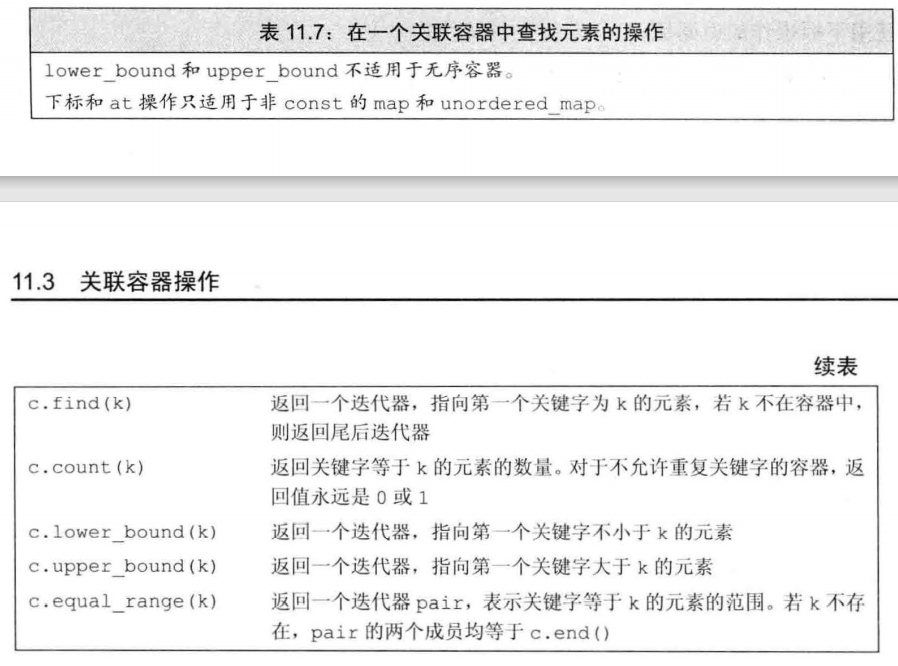 表 11.7：在一个关联容器中查找元素的操作
lower_bound 和 upper_bound 不适用于无序容器。
下标和 at 操作只适用于非 const 的 map 和 unordered_map。
11.3 关联容器操作
续表
c.find(k) 返回一个迭代器，指向第一个关键字为 k 的元素，若 k 不在容器中，
则返回尾后迭代器
c.count(k) 返回关键字等于 k 的元素的数量。对于不允许重复关键字的容器，返
回值永远是 0 或 1
c.lower_bound(k) 返回一个迭代器，指向第一个关键字不小于 k 的元素
c.upper_bound(k) 返回一个迭代器，指向第一个关键字大于 k 的元素
c.equal_range(k) 返回一个迭代器 pair，表示关键字等于 k 的元素的范围。若 k 不存
在，pair 的两个成员均等于 c.end()